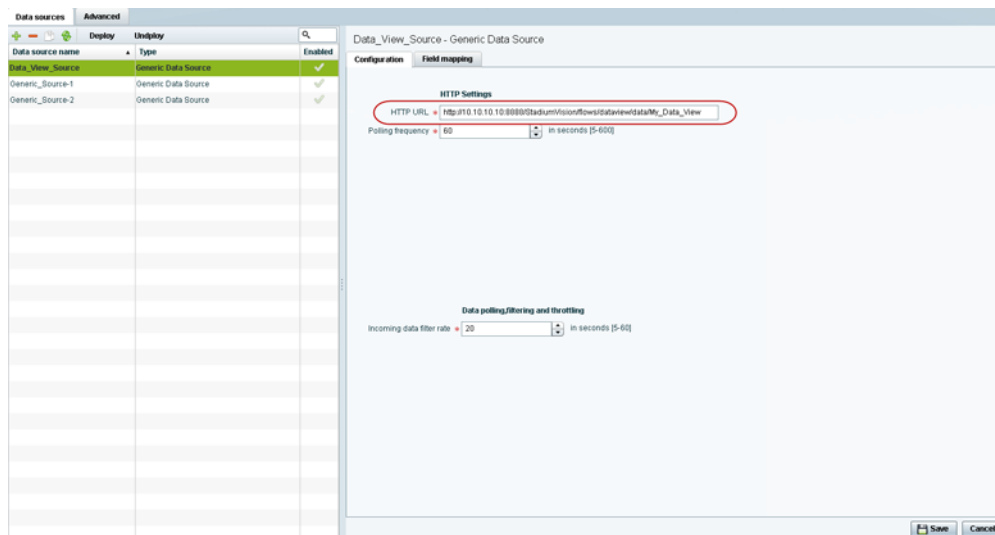 Data sources Advanced
Deploy Undploy
Data source name Type Enabled
Data_View_Source Generic Data Source
Generic_Source-1 Generic Data Source
Generic_Source-2 Generic Data Source
Data_View_Source - Generic Data Source
Configuration Field mapping
HTTP Settings
HTTP URL * http://10.10.10.10:8080/StadiumVision/flows/dataview/data/My_Data_View
Polling frequency * 60 in seconds [5-600]
Data polling,filtering and throttling
Incoming data filter rate * 20 in seconds [5-60]
Save Cancel